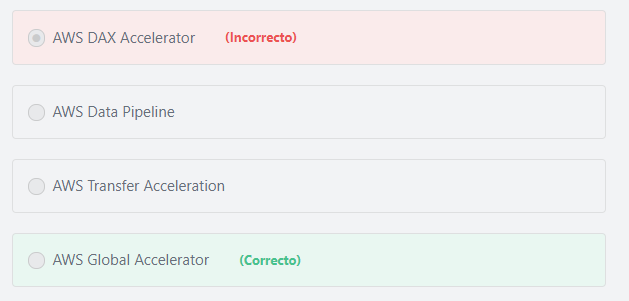 AWS DAX Accelerator (Incorrecto)
AWS Data Pipeline
AWS Transfer Acceleration
AWS Global Accelerator (Correcto)